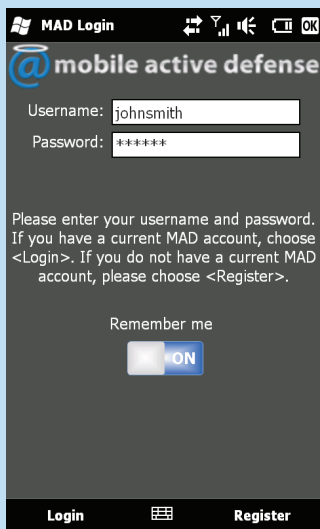 MAD Login
OK
@ mobile active defense
Username: johnsmith
Password: ******
Please enter your username and password.
If you have a current MAD account, choose
<Login>. If you do not have a current MAD
account, please choose <Register>.
Remember me
ON
Login
Register